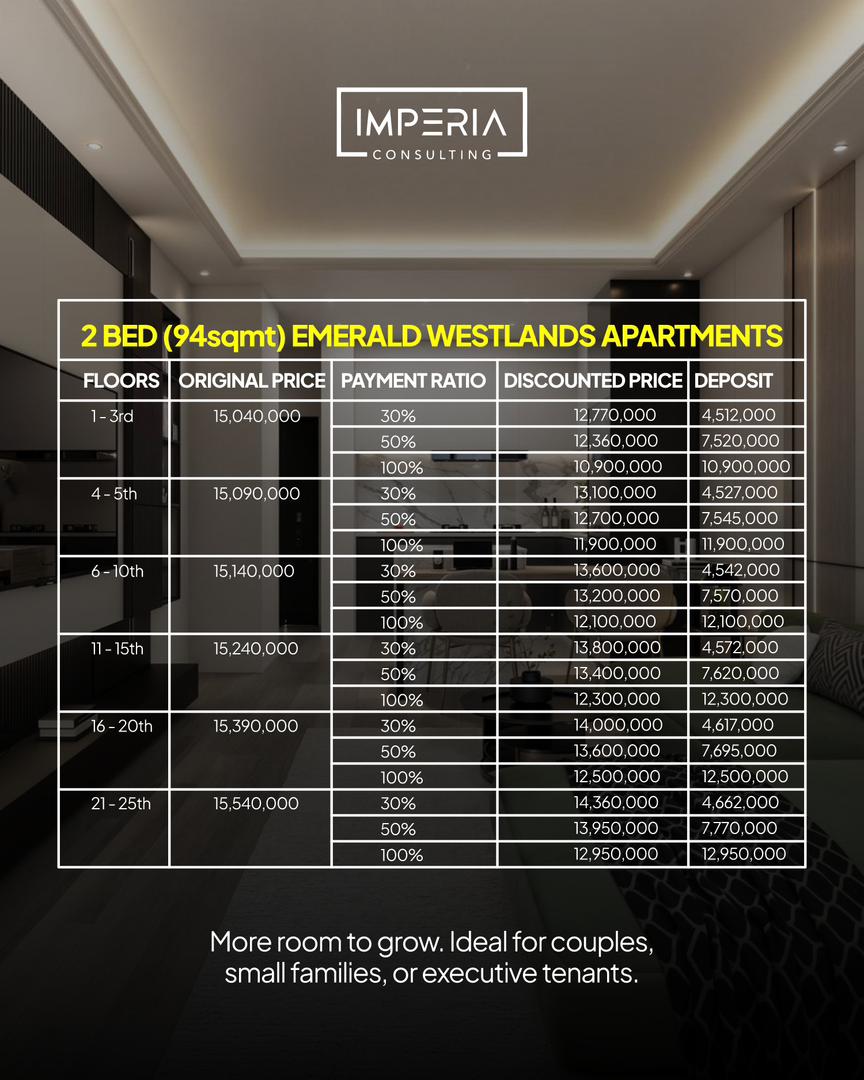 IMPERIA
CONSULTING
2 BED (94sqmt) EMERALD WESTLANDS APARTMENTS
FLOORS ORIGINAL PRICE PAYMENT RATIO DISCOUNTED PRICE DEPOSIT
1 - 3rd 15,040,000 30% 12,770,000 4,512,000
50% 12,360,000 7,520,000
100% 10,900,000 10,900,000
4 - 5th 15,090,000 30% 13,100,000 4,527,000
50% 12,700,000 7,545,000
100% 11,900,000 11,900,000
6 - 10th 15,140,000 30% 13,600,000 4,542,000
50% 13,200,000 7,570,000
100% 12,100,000 12,100,000
11 - 15th 15,240,000 30% 13,800,000 4,572,000
50% 13,400,000 7,620,000
100% 12,300,000 12,300,000
16 - 20th 15,390,000 30% 14,000,000 4,617,000
50% 13,600,000 7,695,000
100% 12,500,000 12,500,000
21 - 25th 15,540,000 30% 14,360,000 4,662,000
50% 13,950,000 7,770,000
100% 12,950,000 12,950,000
More room to grow. Ideal for couples,
small families, or executive tenants.